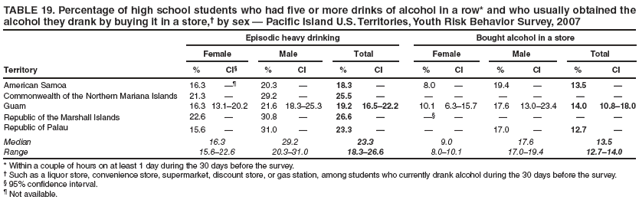 TABLE 19. Percentage of high school students who had five or more drinks of alcohol in a row* and who usually obtained the
alcohol they drank by buying it in a store,† by sex — Pacific Island U.S. Territories, Youth Risk Behavior Survey, 2007
Episodic heavy drinking Bought alcohol in a store
Female Male Total Female Male Total
Territory % CI§ % CI % CI % CI % CI % CI
American Samoa 16.3 —¶ 20.3 — 18.3 — 8.0 — 19.4 — 13.5 —
Commonwealth of the Northern Mariana Islands 21.3 — 29.2 — 25.5 — — — — — — —
Guam 16.3 13.1–20.2 21.6 18.3–25.3 19.2 16.5–22.2 10.1 6.3–15.7 17.6 13.0–23.4 14.0 10.8–18.0
Republic of the Marshall Islands 22.6 — 30.8 — 26.6 — —§ — — — — —
Republic of Palau 15.6 — 31.0 — 23.3 — — — 17.0 — 12.7 —
Median 16.3 29.2 23.3 9.0 17.6 13.5
Range 15.6–22.6 20.3–31.0 18.3–26.6 8.0–10.1 17.0–19.4 12.7–14.0
* Within a couple of hours on at least 1 day during the 30 days before the survey.
† Such as a liquor store, convenience store, supermarket, discount store, or gas station, among students who currently drank alcohol during the 30 days before the survey.
§ 95% confidence interval.
¶ Not available.